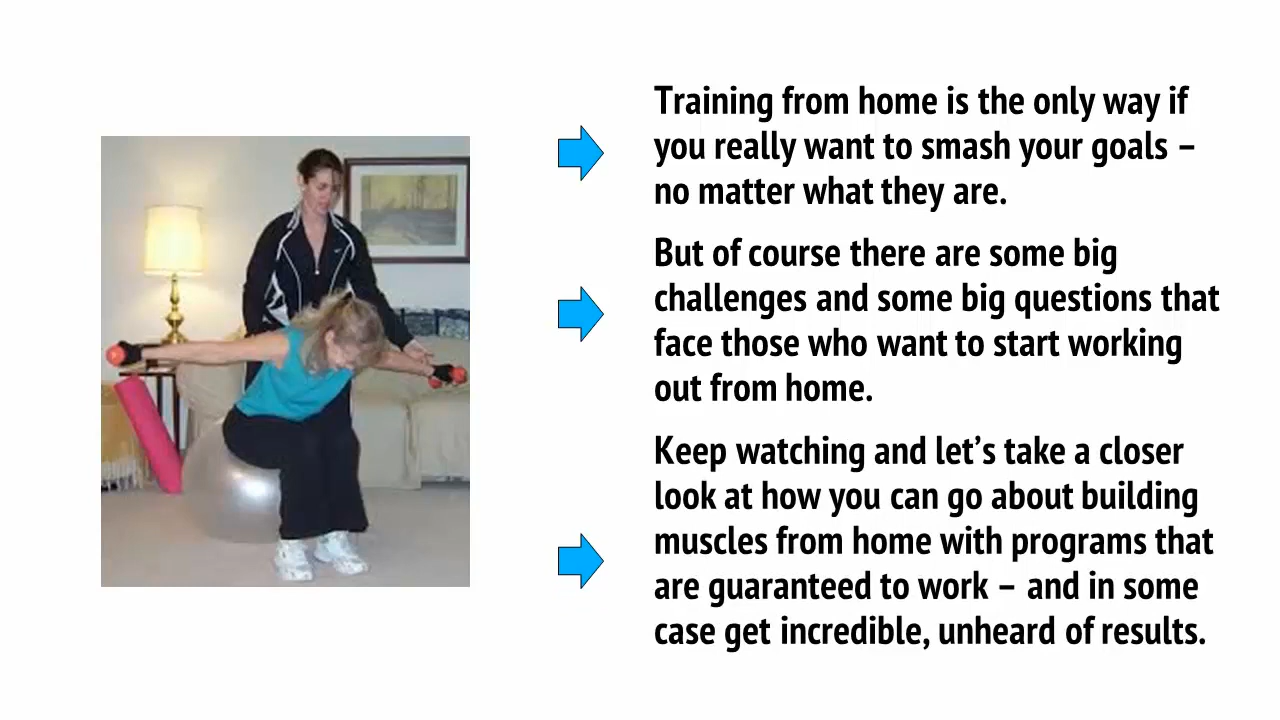 Training from home is the only way if
you really want to smash your goals –
no matter what they are.
But of course there are some big
challenges and some big questions that
face those who want to start working
out from home.
Keep watching and let’s take a closer
look at how you can go about building
muscles from home with programs that
are guaranteed to work – and in some
case get incredible, unheard of results.